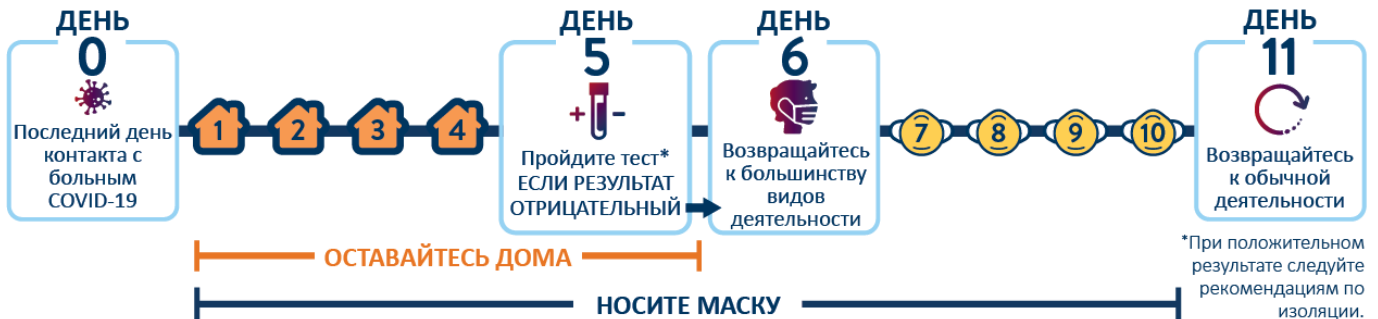 ДЕНЬ
0
Последний день
контакта с
больным
COVID-19
1
2
3
4
ДЕНЬ
5
+ -
Пройдите тест*
ЕСЛИ РЕЗУЛЬТАТ
ОТРИЦАТЕЛЬНЫЙ
ДЕНЬ
6
Возвращайтесь
к большинству
видов
деятельности
7
8
9
10
ДЕНЬ
11
Возвращайтесь
к обычной
деятельности
ОСТАВАЙТЕСЬ ДОМА
НОСИТЕ МАСКУ
*При положительном
результате следуйте
рекомендациям по
изоляции.